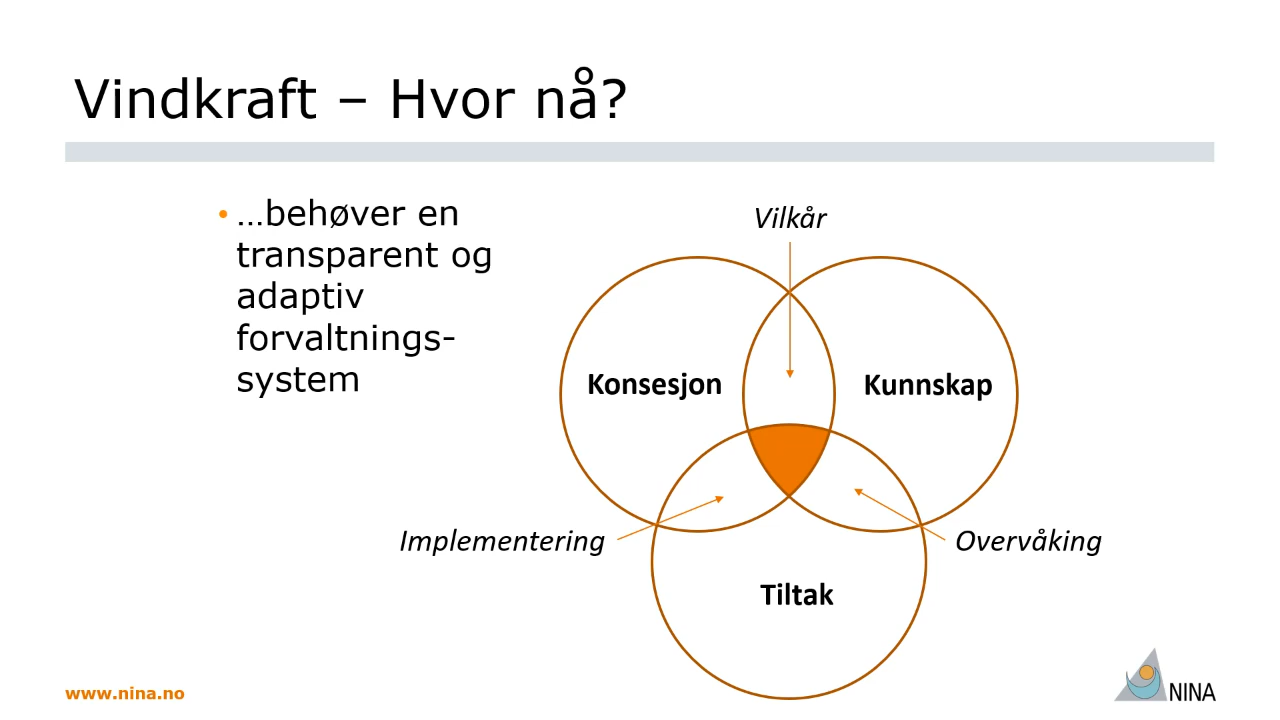 Vindkraft – Hvor nå?
• …behøver en
transparent og
adaptiv
forvaltnings-
system
Vilkår
Konsesjon
Kunnskap
Implementering
Overvåking
Tiltak
www.nina.no
NINA